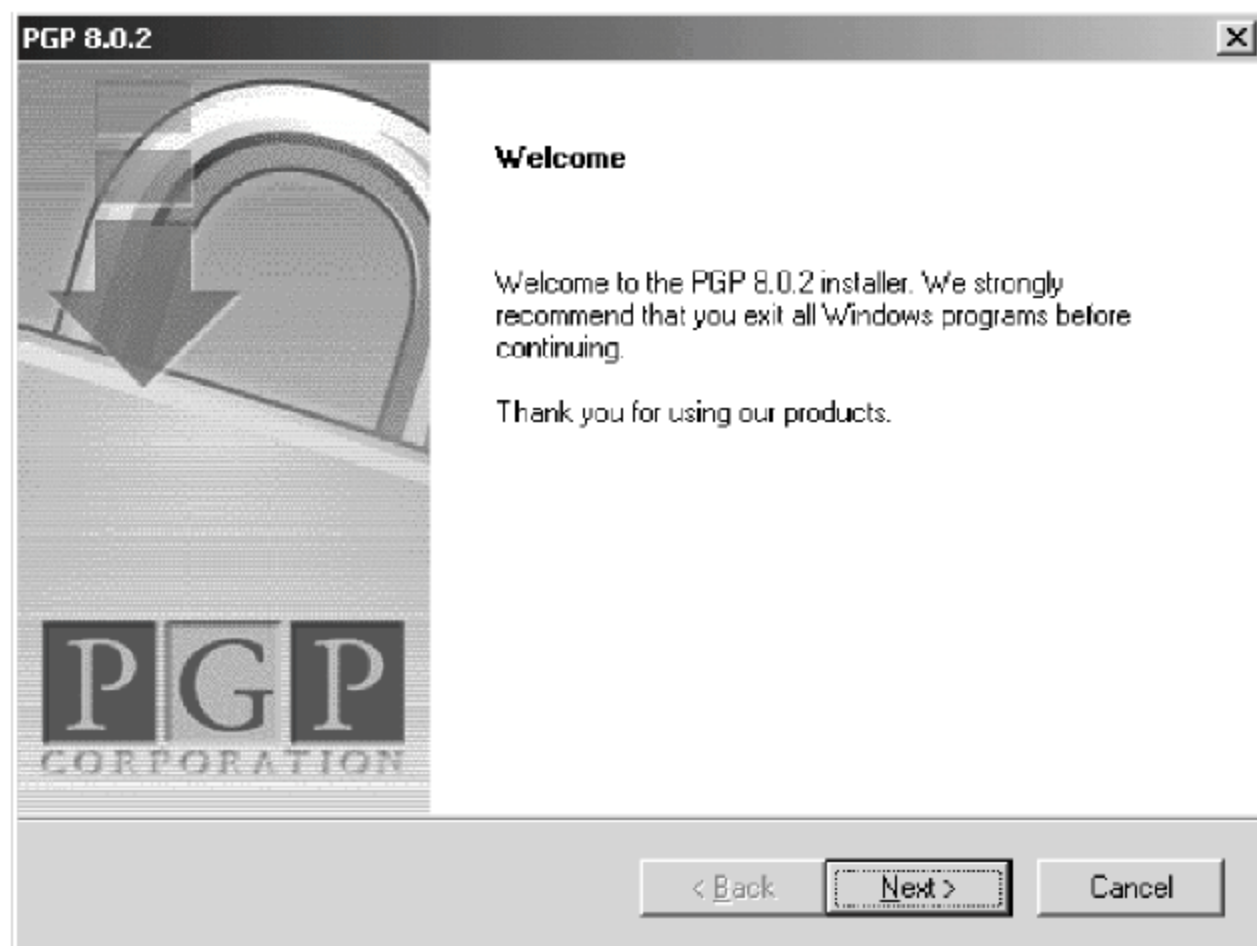 PGP 8.0.2
Welcome
Welcome to the PGP 8.0.2 installer. We strongly
recommend that you exit all Windows programs before
continuing.
Thank you for using our products.
PGP
CORPORATION
< Back
Next >
Cancel